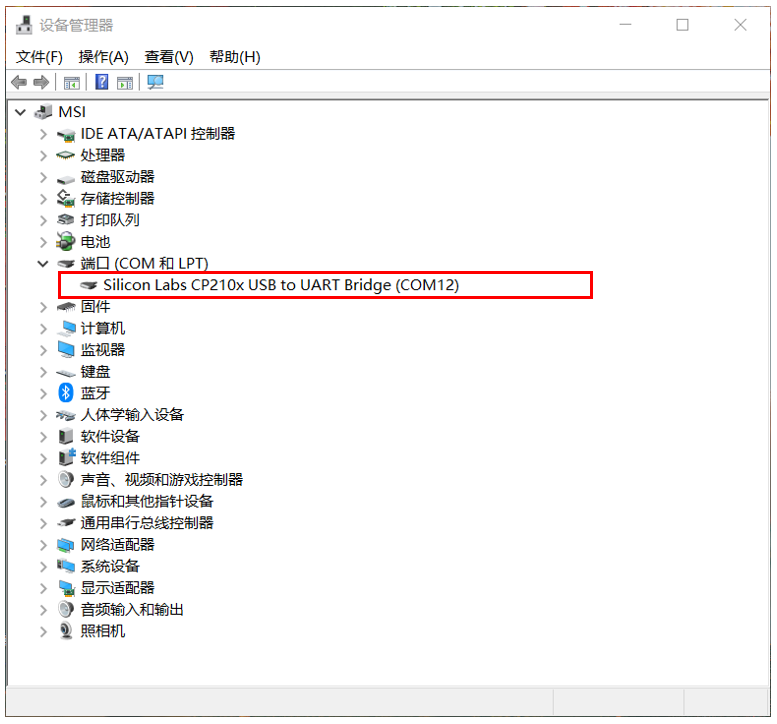 设备管理器
文件(F) 操作(A) 查看(V) 帮助(H)
MSI
IDE ATA/ATAPI 控制器
处理器
磁盘驱动器
存储控制器
打印队列
电池
端口 (COM 和 LPT)
Silicon Labs CP210x USB to UART Bridge (COM12)
固件
计算机
监视器
键盘
蓝牙
人体学输入设备
软件设备
软件组件
声音、视频和游戏控制器
鼠标和其他指针设备
通用串行总线控制器
网络适配器
系统设备
显示适配器
音频输入和输出
照相机